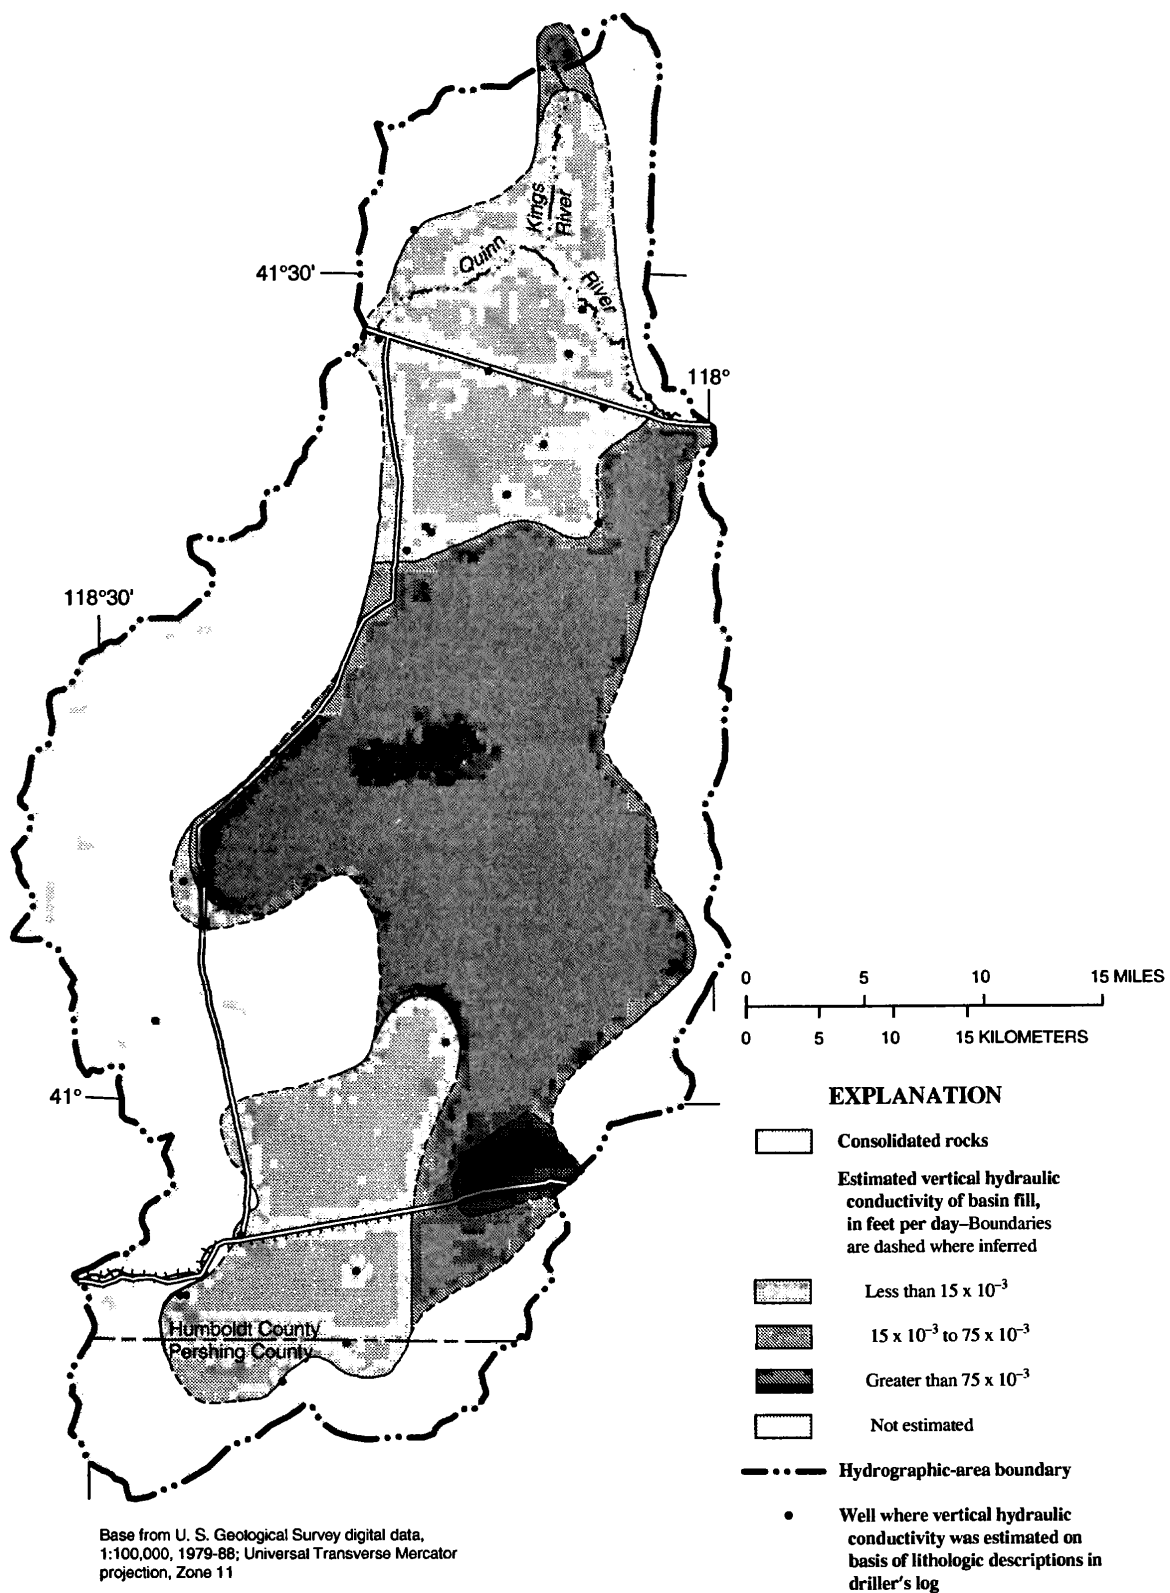 Kings
River
Quinn
River
41°30'
118°
118°30'
41°
0 5 10 15 MILES
0 5 10 15 KILOMETERS
EXPLANATION
Consolidated rocks
Estimated vertical hydraulic
conductivity of basin fill,
in feet per day–Boundaries
are dashed where inferred
Less than 15 x 10⁻³
15 x 10⁻³ to 75 x 10⁻³
Greater than 75 x 10⁻³
Not estimated
Hydrographic-area boundary
Well where vertical hydraulic
conductivity was estimated on
basis of lithologic descriptions in
driller's log
Humboldt County
Pershing County
Base from U. S. Geological Survey digital data,
1:100,000, 1979-88; Universal Transverse Mercator
projection, Zone 11